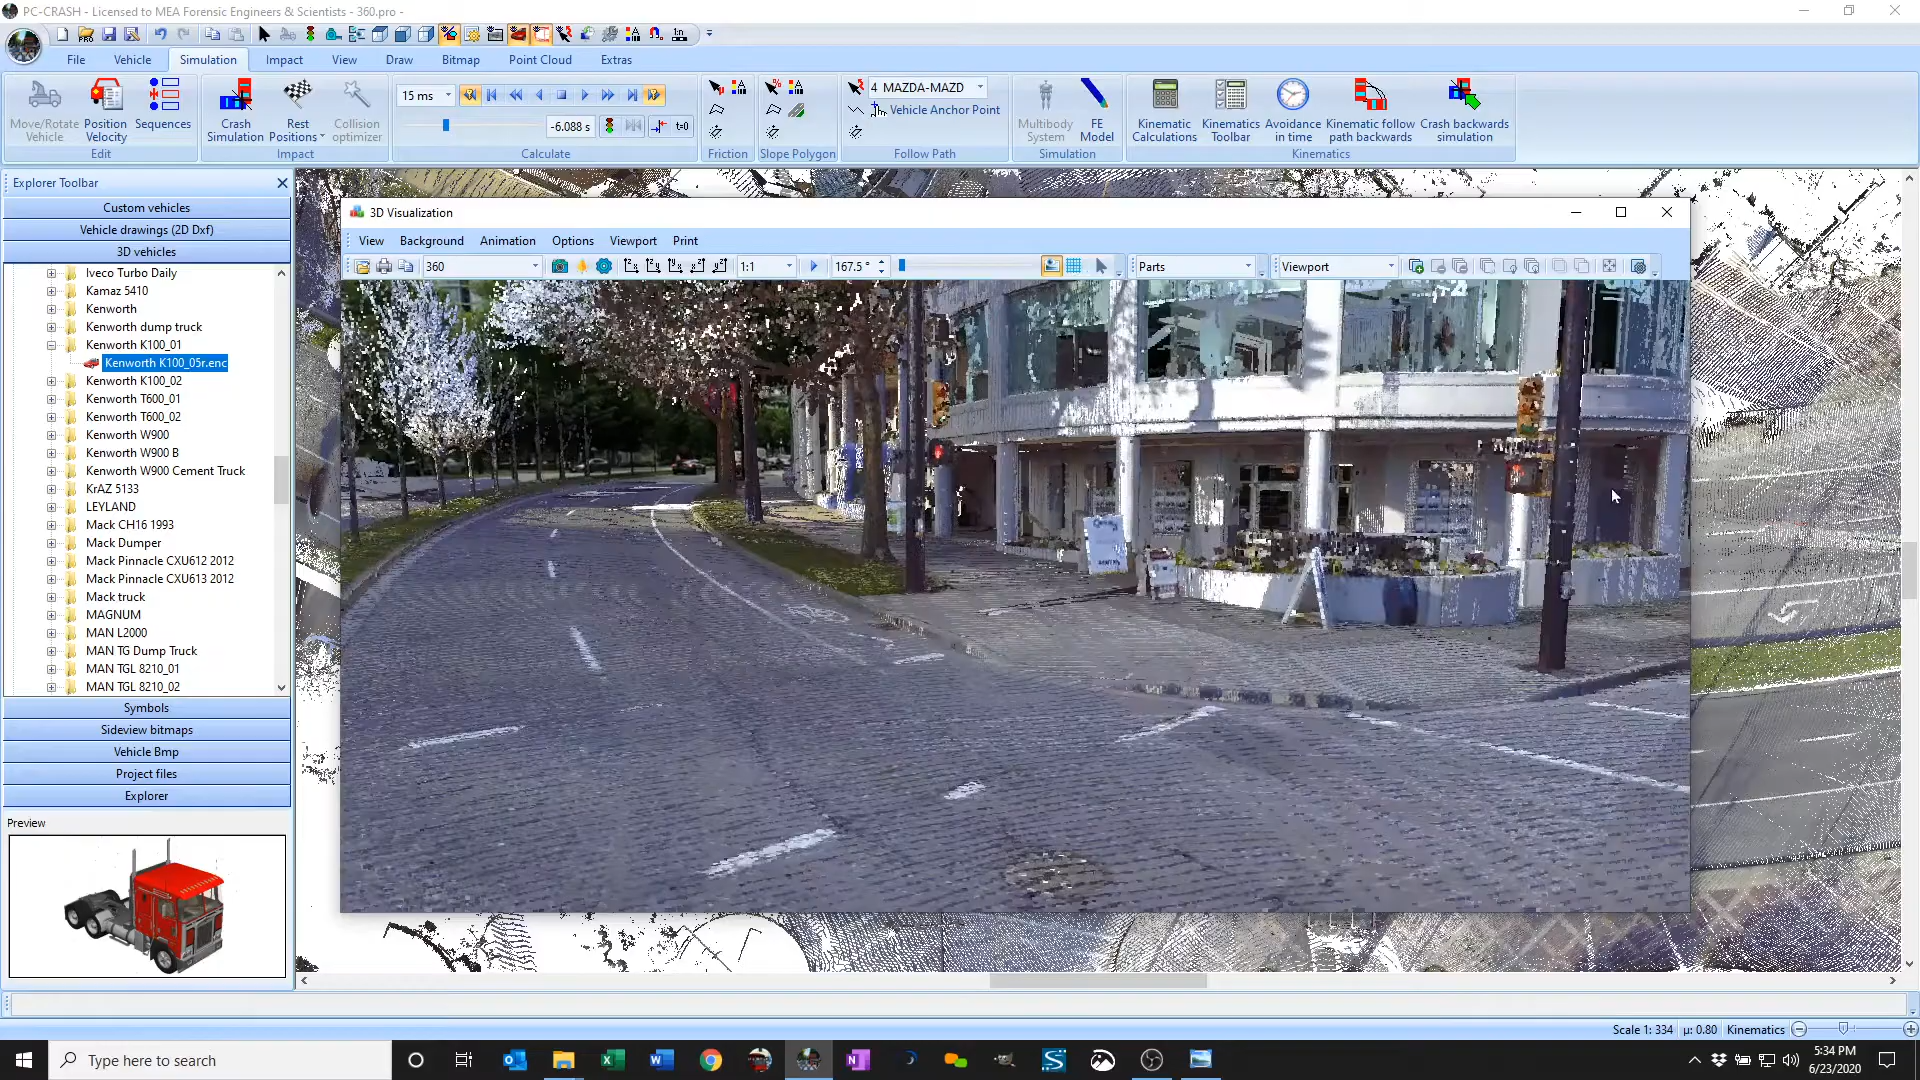 PC-CRASH - Licensed to MEA Forensic Engineers & Scientists - 360.pro -
File
Vehicle
Simulation
Impact
View
Draw
Bitmap
Point Cloud
Extras
Move/Rotate Vehicle
Position Velocity
Sequences
Edit
Crash Simulation
Rest Positions
Collision optimizer
Impact
15 ms
-6.088 s
t=0
Calculate
Friction
Slope Polygon
4 MAZDA-MAZD
Vehicle Anchor Point
Follow Path
Multibody System
FE Model
Simulation
Kinematic Calculations
Kinematics Toolbar
Avoidance in time
Kinematic follow path backwards
Crash backwards simulation
Kinematics
Explorer Toolbar
Custom vehicles
Vehicle drawings (2D Dxf)
3D vehicles
Iveco Turbo Daily
Kamaz 5410
Kenworth
Kenworth dump truck
Kenworth K100_01
Kenworth K100_05r.enc
Kenworth K100_02
Kenworth T600_01
Kenworth T600_02
Kenworth W900
Kenworth W900 B
Kenworth W900 Cement Truck
KrAZ 5133
LEYLAND
Mack CH16 1993
Mack Dumper
Mack Pinnacle CXU612 2012
Mack Pinnacle CXU613 2012
Mack truck
MAGNUM
MAN L2000
MAN TG Dump Truck
MAN TGL 8210_01
MAN TGL 8210_02
Symbols
Sideview bitmaps
Vehicle Bmp
Project files
Explorer
Preview
3D Visualization
View
Background
Animation
Options
Viewport
Print
360
1:1
167.5 °
Parts
Viewport
Scale 1: 334
µ: 0.80
Kinematics
Type here to search
5:34 PM
6/23/2020